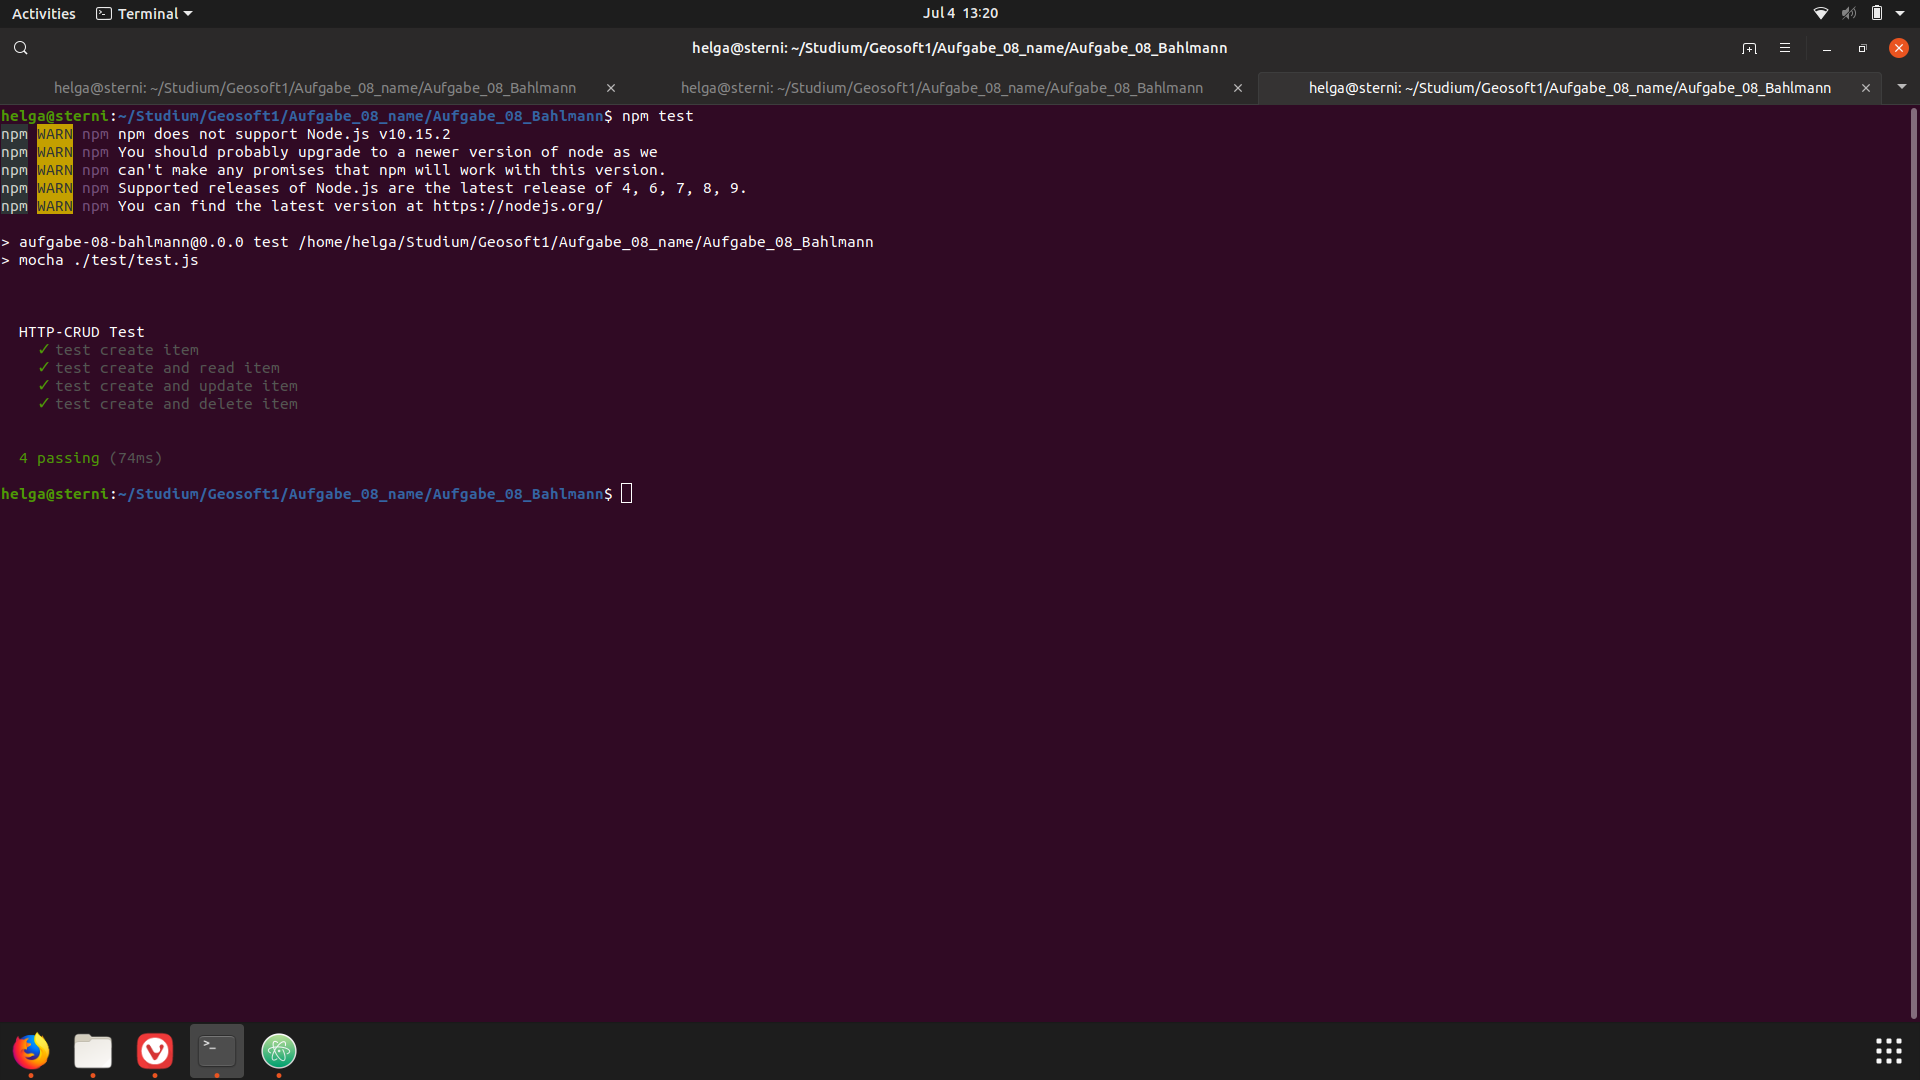 Activities Terminal Jul 4 13:20
helga@sterni: ~/Studium/Geosoft1/Aufgabe_08_name/Aufgabe_08_Bahlmann
helga@sterni: ~/Studium/Geosoft1/Aufgabe_08_name/Aufgabe_08_Bahlmann helga@sterni: ~/Studium/Geosoft1/Aufgabe_08_name/Aufgabe_08_Bahlmann helga@sterni: ~/Studium/Geosoft1/Aufgabe_08_name/Aufgabe_08_Bahlmann
helga@sterni:~/Studium/Geosoft1/Aufgabe_08_name/Aufgabe_08_Bahlmann$ npm test
npm WARN npm npm does not support Node.js v10.15.2
npm WARN npm You should probably upgrade to a newer version of node as we
npm WARN npm can't make any promises that npm will work with this version.
npm WARN npm Supported releases of Node.js are the latest release of 4, 6, 7, 8, 9.
npm WARN npm You can find the latest version at https://nodejs.org/
> aufgabe-08-bahlmann@0.0.0 test /home/helga/Studium/Geosoft1/Aufgabe_08_name/Aufgabe_08_Bahlmann
> mocha ./test/test.js
HTTP-CRUD Test
✓ test create item
✓ test create and read item
✓ test create and update item
✓ test create and delete item
4 passing (74ms)
helga@sterni:~/Studium/Geosoft1/Aufgabe_08_name/Aufgabe_08_Bahlmann$